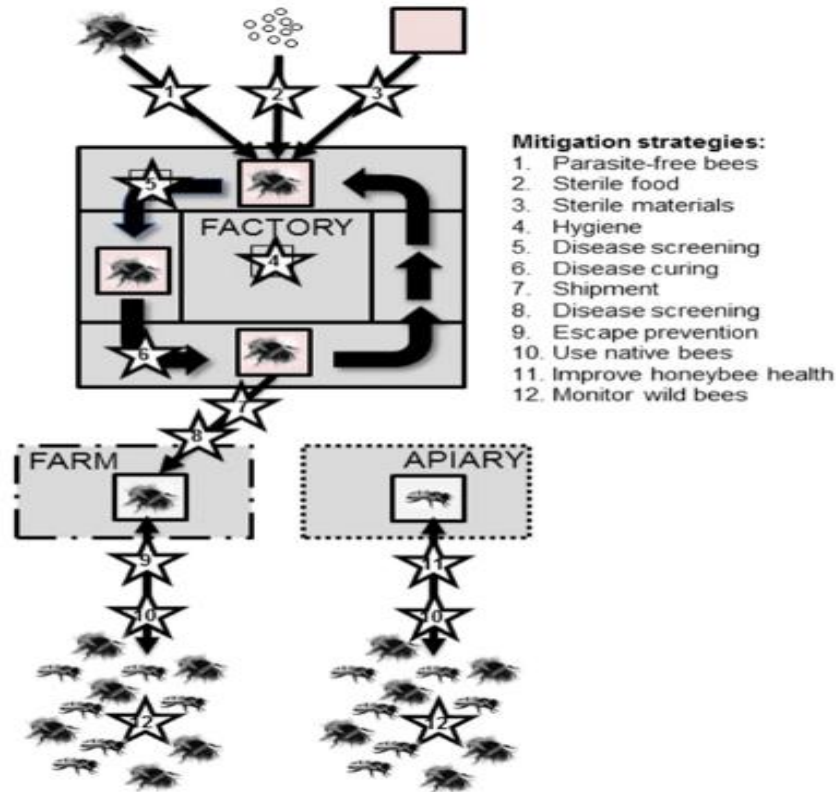 1
2
3
Mitigation strategies:
1. Parasite-free bees
2. Sterile food
3. Sterile materials
4. Hygiene
5. Disease screening
6. Disease curing
7. Shipment
8. Disease screening
9. Escape prevention
10. Use native bees
11. Improve honeybee health
12. Monitor wild bees
5
FACTORY
4
6
7
8
FARM
APIARY
9
11
10
10
12
12